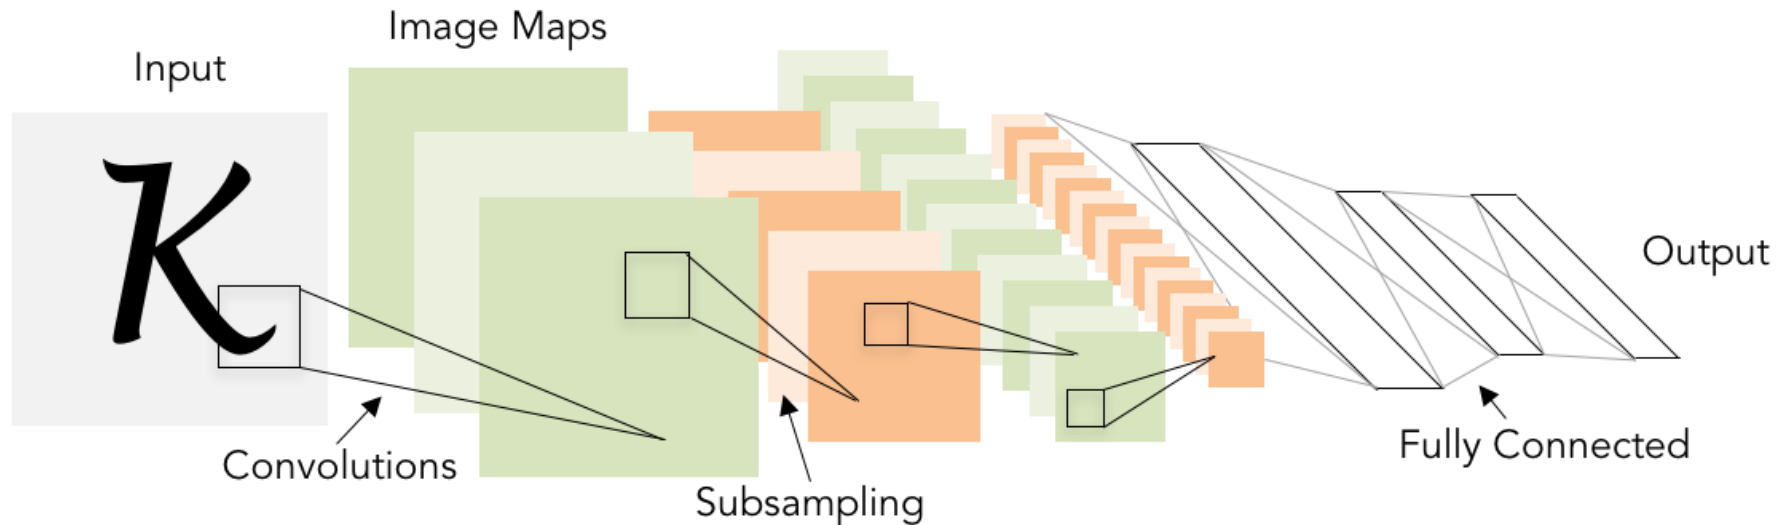 Input
Image Maps
K
Output
Convolutions
Subsampling
Fully Connected